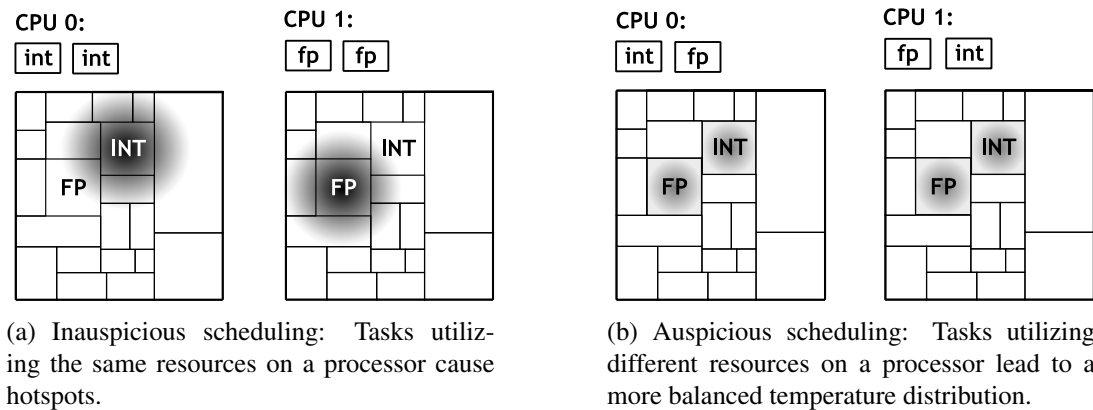 CPU 0:
int int
INT
FP
CPU 1:
fp fp
INT
FP
(a) Inauspicious scheduling: Tasks utiliz-
ing the same resources on a processor cause
hotspots.
CPU 0:
int fp
INT
FP
CPU 1:
fp int
INT
FP
(b) Auspicious scheduling: Tasks utilizing
different resources on a processor lead to a
more balanced temperature distribution.